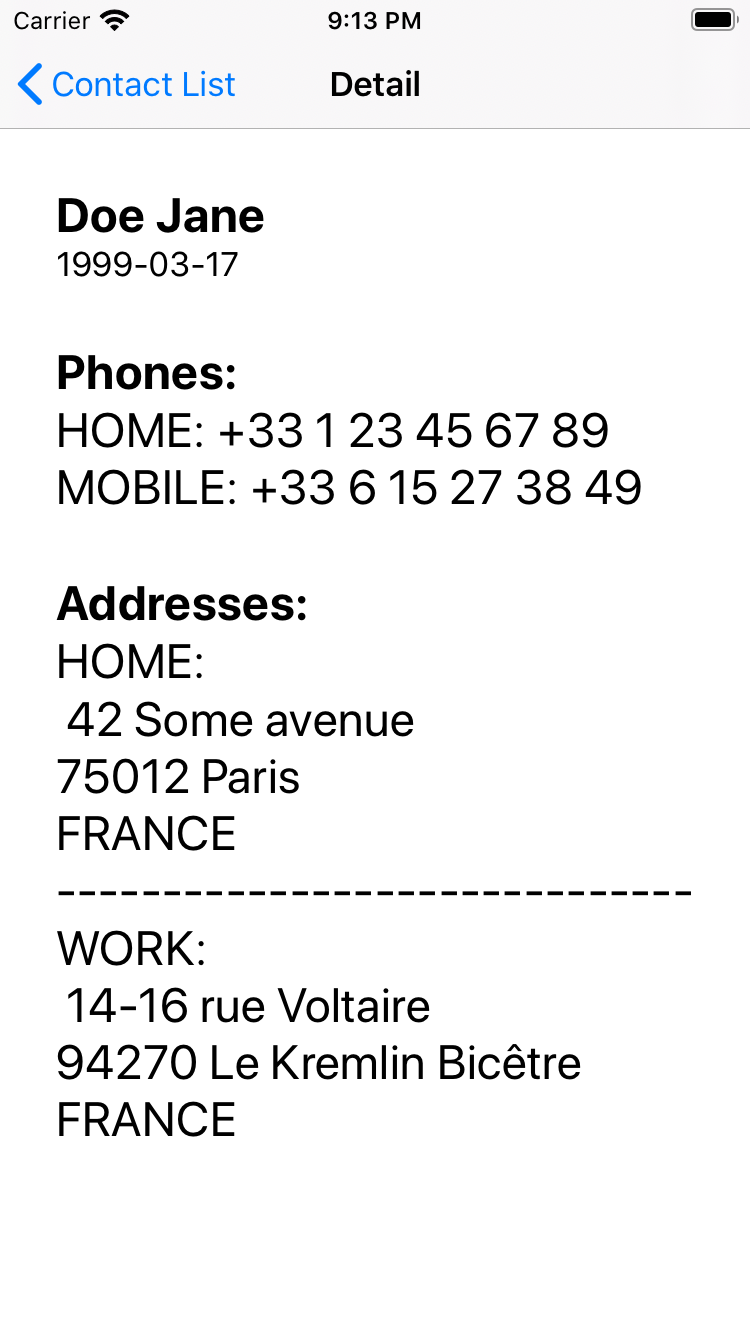 Carrier 9:13 PM
Contact List Detail
Doe Jane
1999-03-17
Phones:
HOME: +33 1 23 45 67 89
MOBILE: +33 6 15 27 38 49
Addresses:
HOME:
42 Some avenue
75012 Paris
FRANCE
------------------------------
WORK:
14-16 rue Voltaire
94270 Le Kremlin Bicêtre
FRANCE